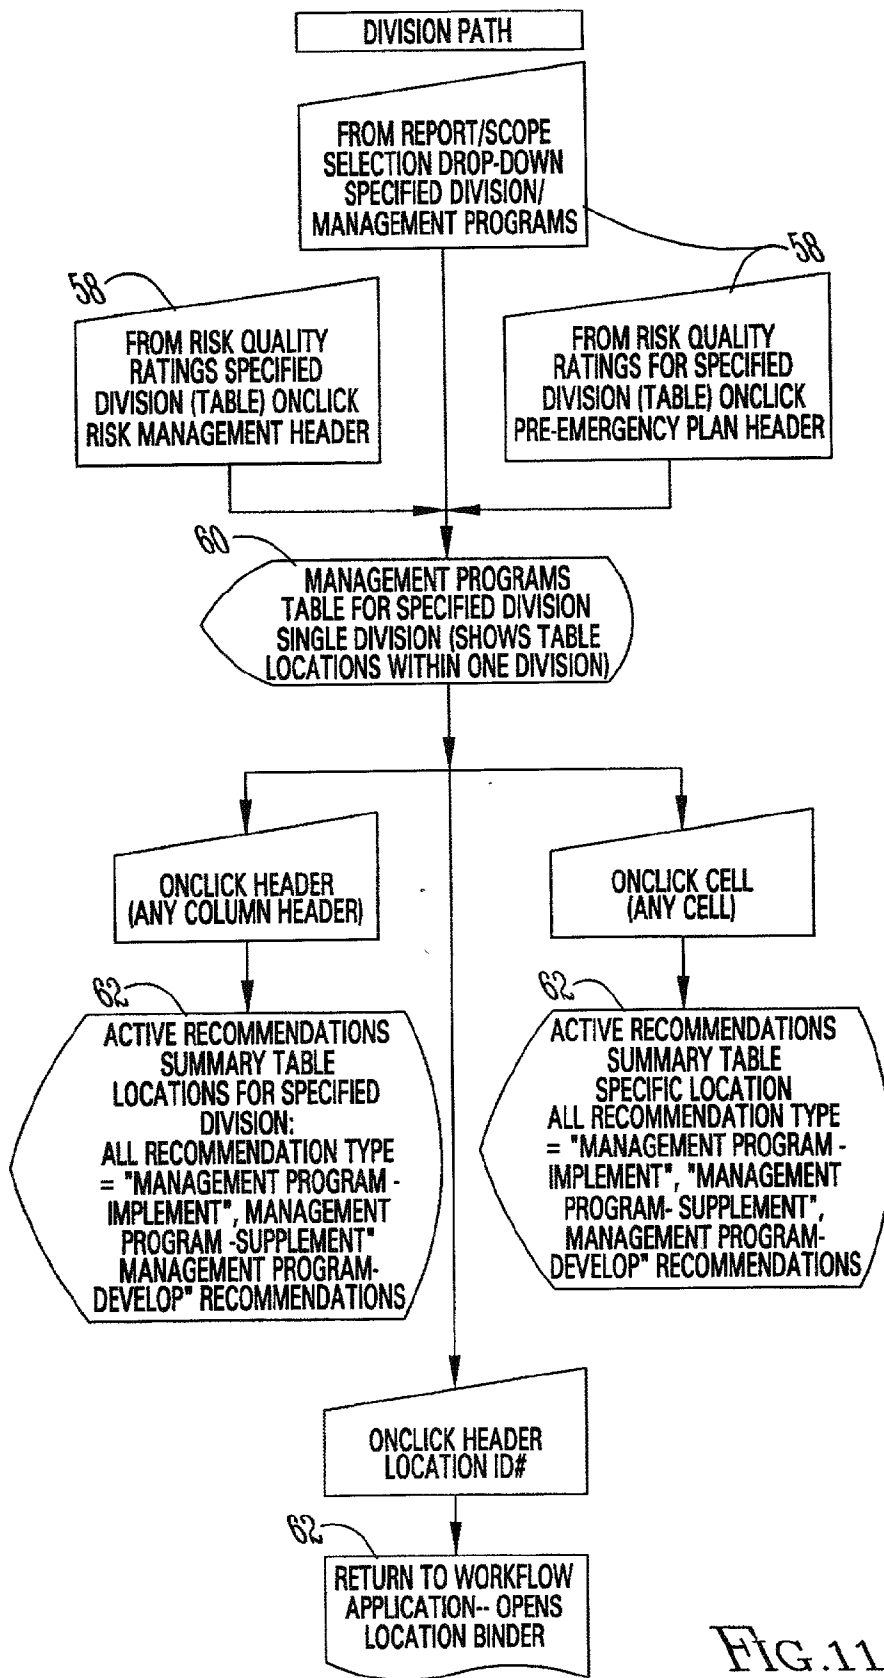 DIVISION PATH
FROM REPORT/SCOPE
SELECTION DROP-DOWN
SPECIFIED DIVISION/
MANAGEMENT PROGRAMS
58
58
FROM RISK QUALITY
RATINGS SPECIFIED
DIVISION (TABLE) ONCLICK
RISK MANAGEMENT HEADER
FROM RISK QUALITY
RATINGS FOR SPECIFIED
DIVISION (TABLE) ONCLICK
PRE-EMERGENCY PLAN HEADER
60
MANAGEMENT PROGRAMS
TABLE FOR SPECIFIED DIVISION
SINGLE DIVISION (SHOWS TABLE
LOCATIONS WITHIN ONE DIVISION)
ONCLICK HEADER
(ANY COLUMN HEADER)
ONCLICK CELL
(ANY CELL)
62
ACTIVE RECOMMENDATIONS
SUMMARY TABLE
LOCATIONS FOR SPECIFIED
DIVISION:
ALL RECOMMENDATION TYPE
= "MANAGEMENT PROGRAM -
IMPLEMENT", MANAGEMENT
PROGRAM -SUPPLEMENT"
MANAGEMENT PROGRAM-
DEVELOP" RECOMMENDATIONS
62
ACTIVE RECOMMENDATIONS
SUMMARY TABLE
SPECIFIC LOCATION
ALL RECOMMENDATION TYPE
= "MANAGEMENT PROGRAM -
IMPLEMENT", "MANAGEMENT
PROGRAM- SUPPLEMENT",
MANAGEMENT PROGRAM-
DEVELOP" RECOMMENDATIONS
ONCLICK HEADER
LOCATION ID#
62
RETURN TO WORKFLOW
APPLICATION-- OPENS
LOCATION BINDER
FIG.11